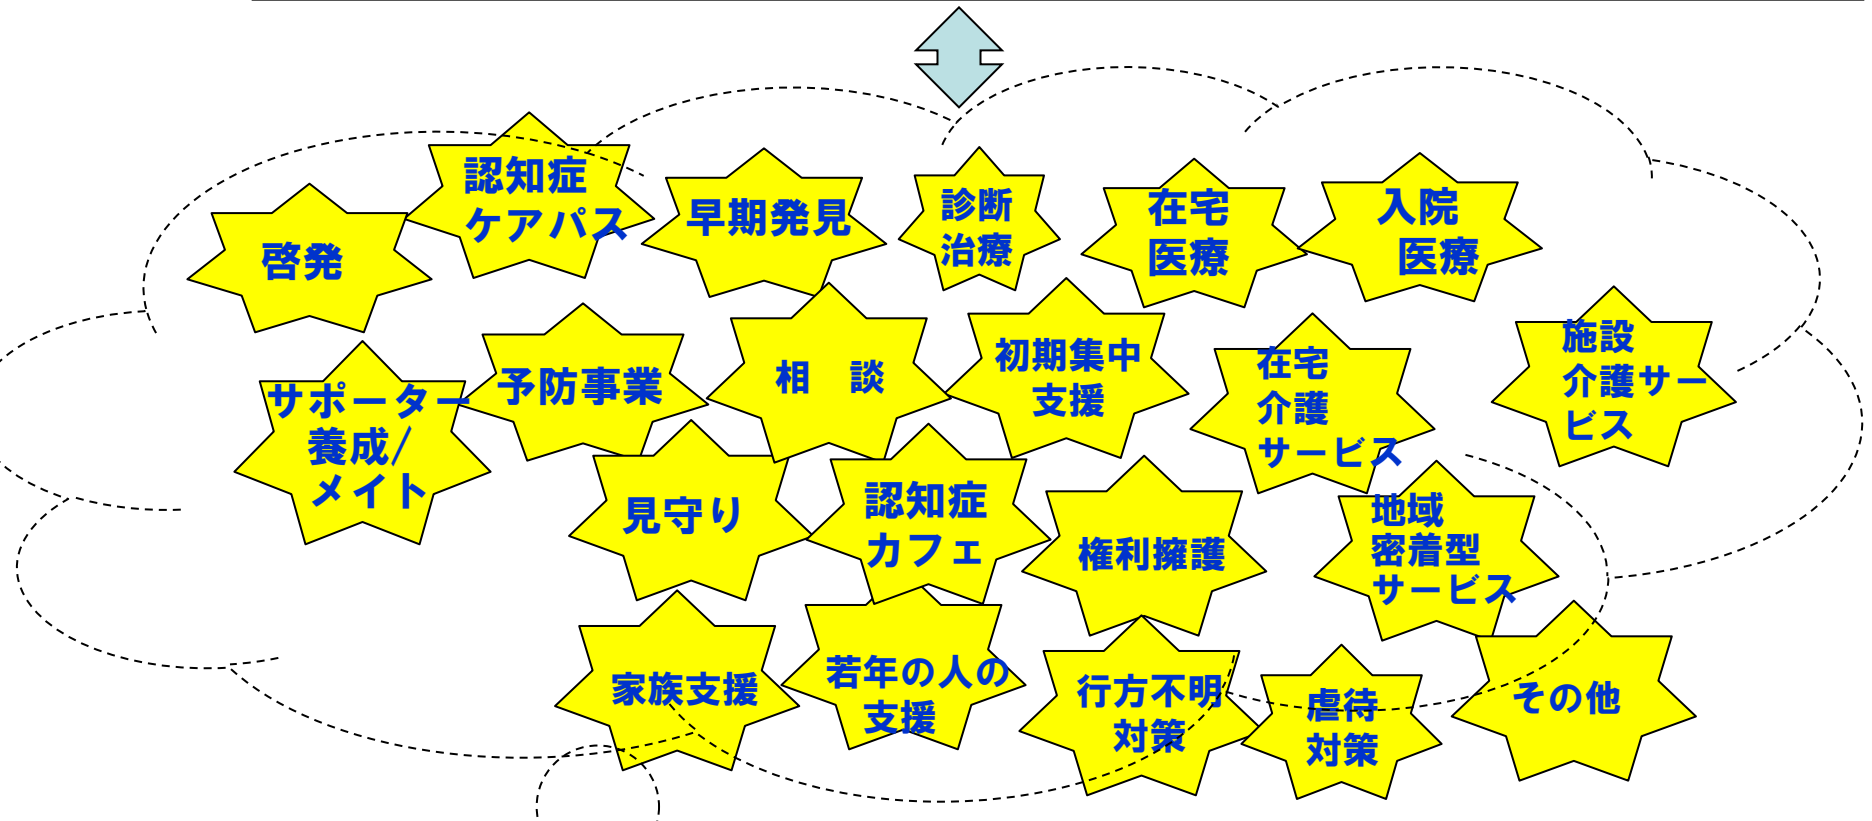 認知症
ケアパス
啓発
早期発見
診断
治療
在宅
医療
入院
医療
サポーター
養成/
メイト
予防事業
相　談
初期集中
支援
在宅
介護
サービス
施設
介護サー
ビス
見守り
認知症
カフェ
権利擁護
地域
密着型
サービス
家族支援
若年の人の
支援
行方不明
対策
虐待
対策
その他